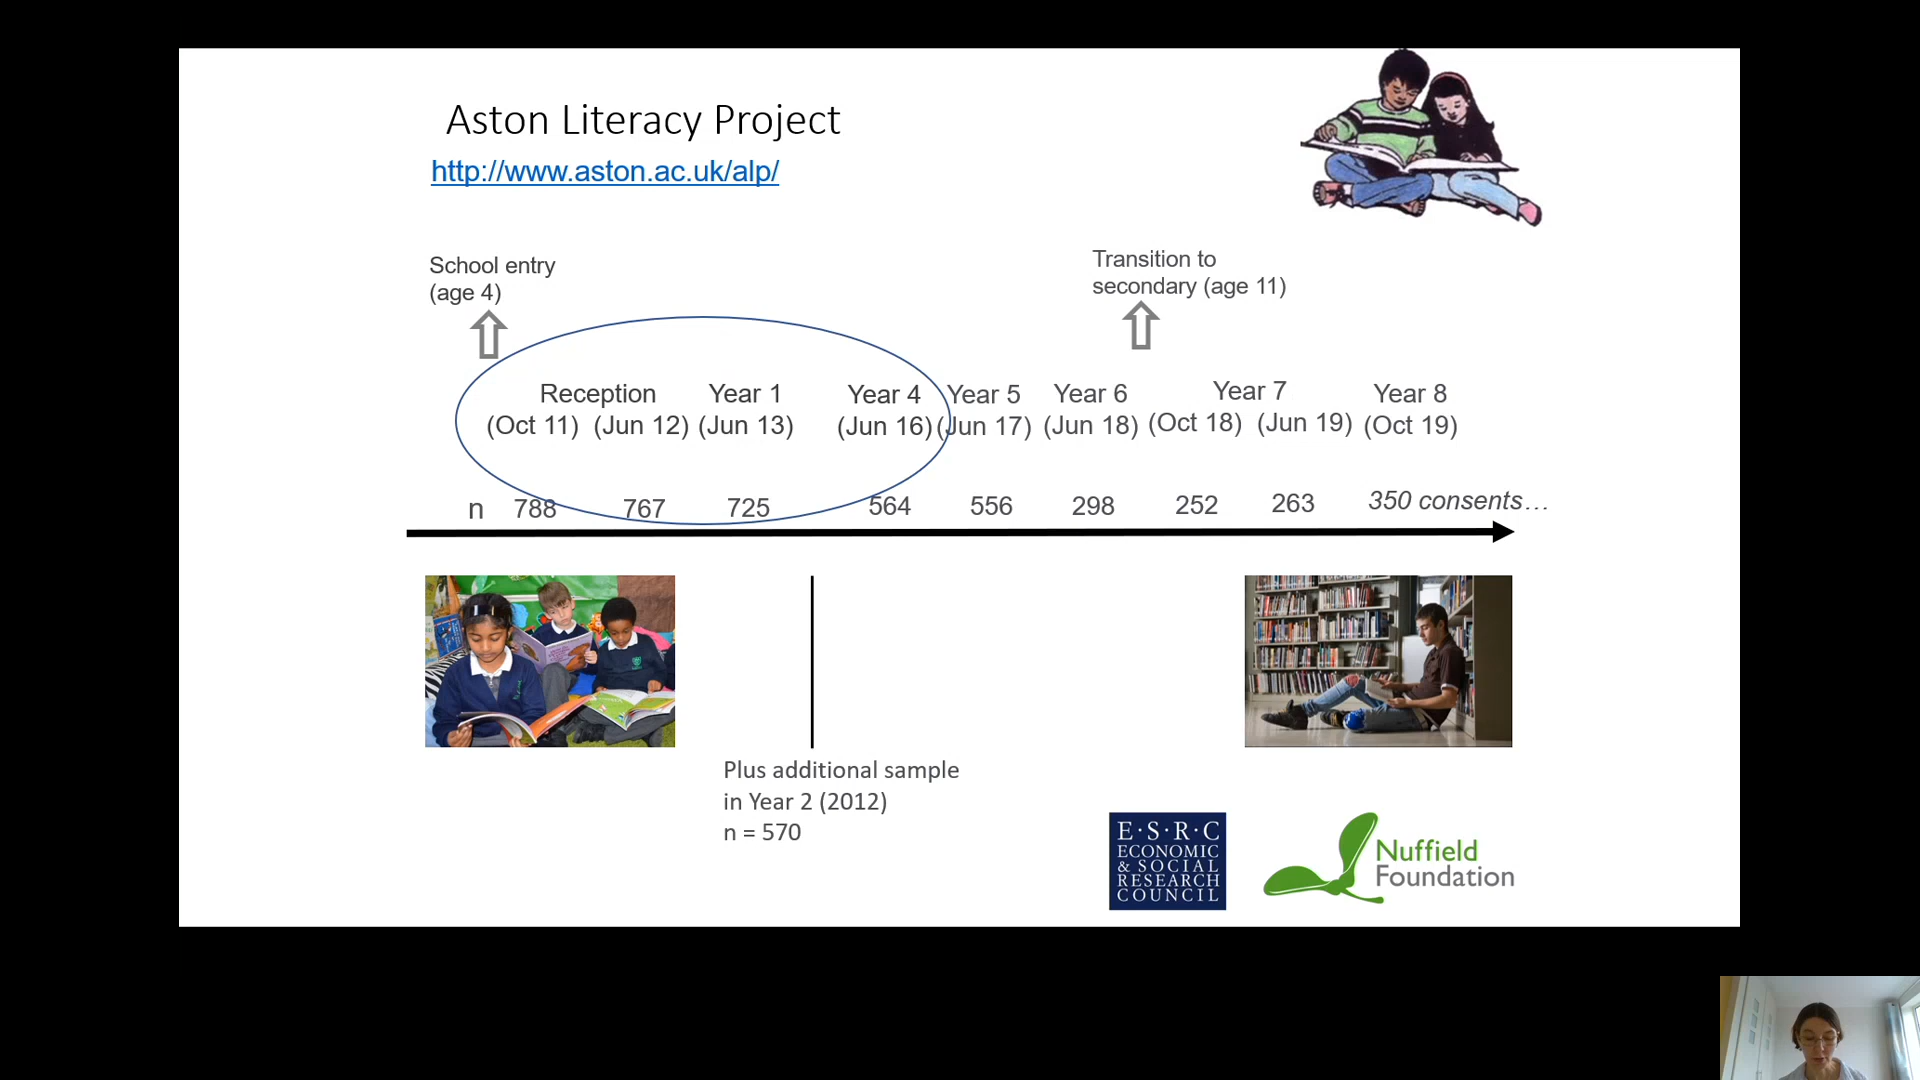 Aston Literacy Project
http://www.aston.ac.uk/alp/
School entry
(age 4)
Transition to
secondary (age 11)
Reception Year 1 Year 4 Year 5 Year 6 Year 7 Year 8
(Oct 11) (Jun 12) (Jun 13) (Jun 16) (Jun 17) (Jun 18) (Oct 18) (Jun 19) (Oct 19)
n 788 767 725 564 556 298 252 263 350 consents...
Plus additional sample
in Year 2 (2012)
n = 570
E·S·R·C
ECONOMIC
& SOCIAL
RESEARCH
COUNCIL
Nuffield
Foundation